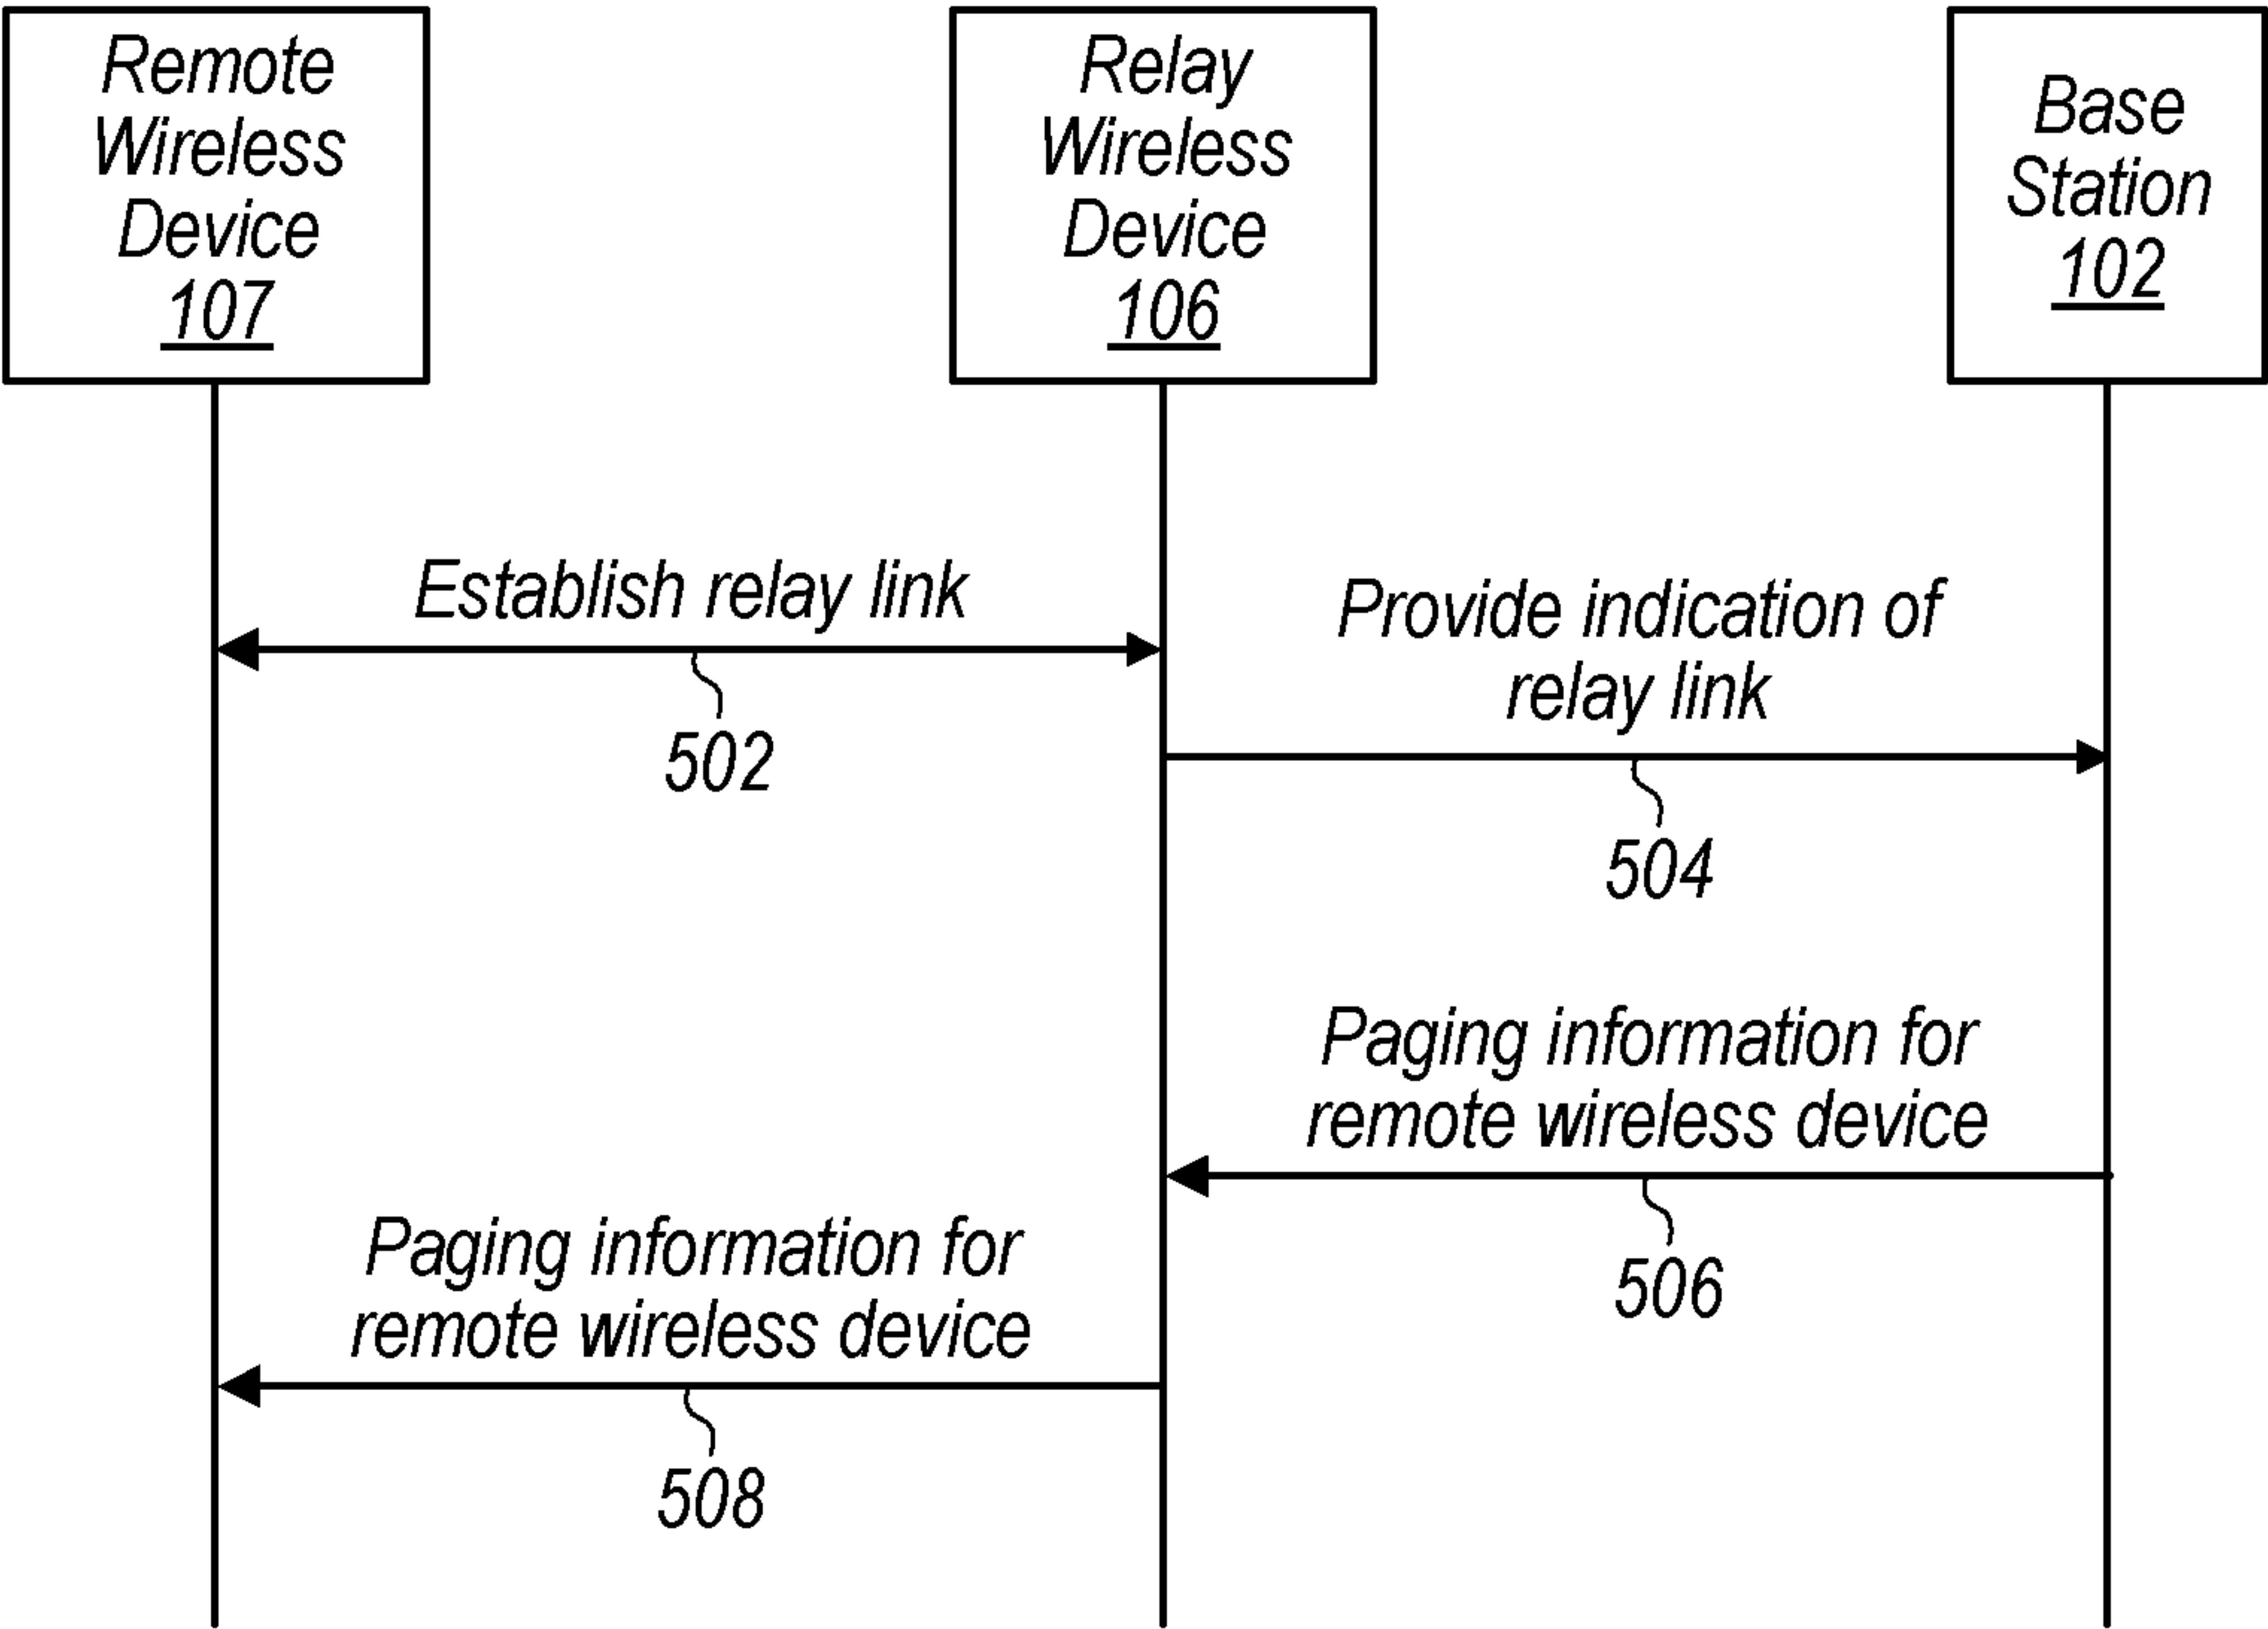 Remote
Wireless
Device
107
Relay
Wireless
Device
106
Base
Station
102
Establish relay link
502
Provide indication of
relay link
504
Paging information for
remote wireless device
506
Paging information for
remote wireless device
508